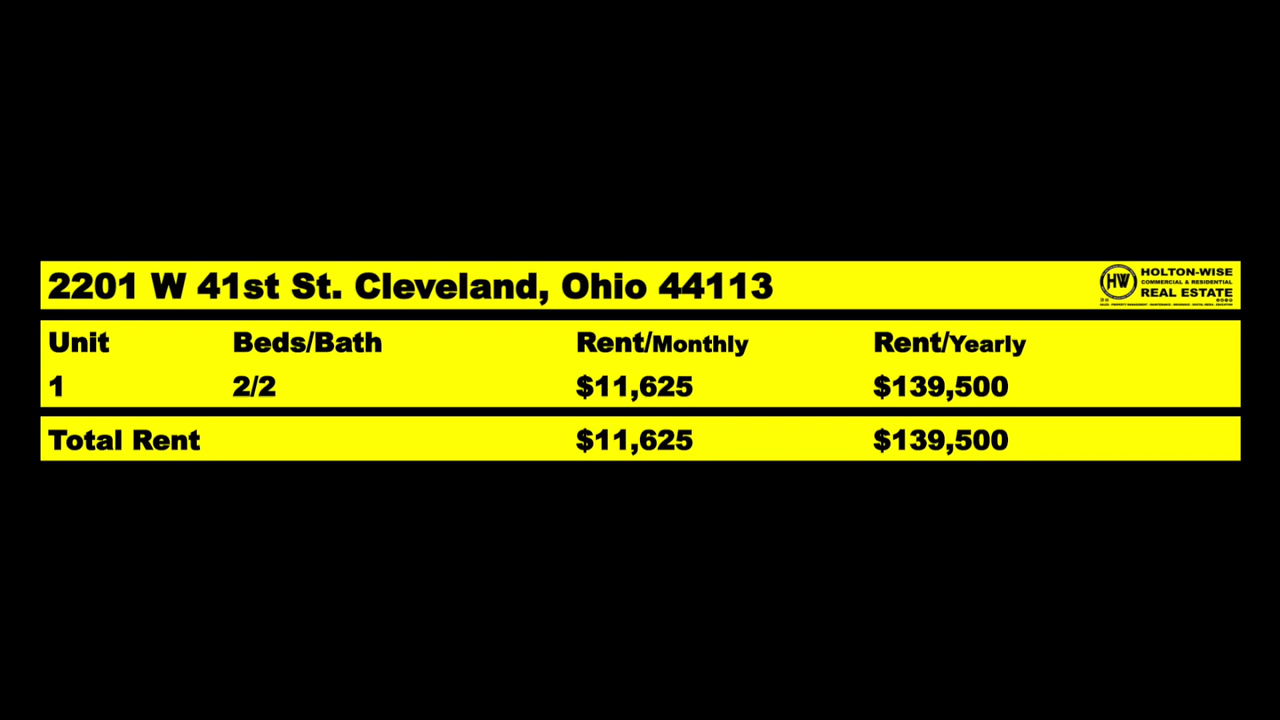 2201 W 41st St. Cleveland, Ohio 44113
HW
HOLTON-WISE
COMMERCIAL & RESIDENTIAL
REAL ESTATE
Unit Beds/Bath Rent/Monthly Rent/Yearly
1 2/2 $11,625 $139,500
Total Rent $11,625 $139,500